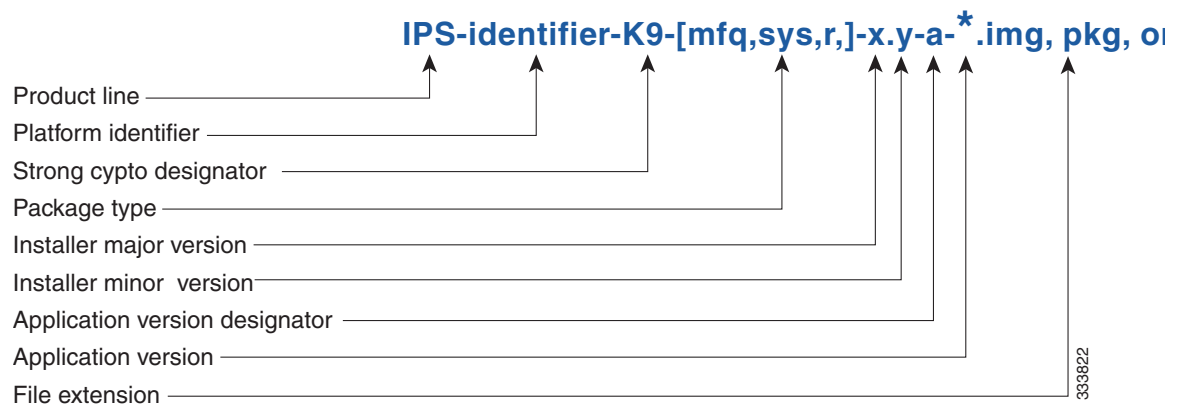 IPS-identifier-K9-[mfq,sys,r,]-x.y-a-*.img, pkg, or
Product line
Platform identifier
Strong cypto designator
Package type
Installer major version
Installer minor version
Application version designator
Application version
File extension
333822